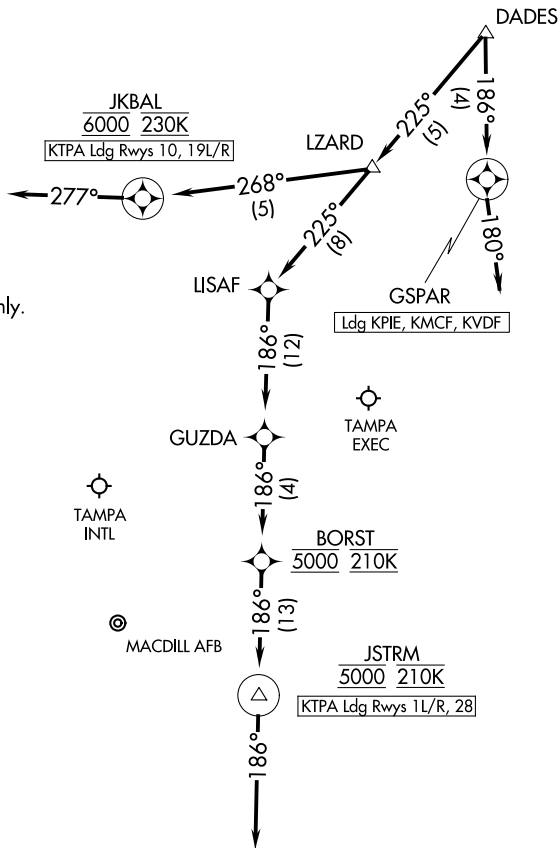 DADES
186°
(4)
225°
(5)
JKBAL
6000 230K
KTPA Ldg Rwys 10, 19L/R
LZARD
277°
268°
(5)
225°
(8)
180°
LISAF
GSPAR
Ldg KPIE, KMCF, KVDF
nly.
186°
(12)
TAMPA
EXEC
GUZDA
186°
(4)
TAMPA
INTL
BORST
5000 210K
186°
(13)
MACDILL AFB
JSTRM
5000 210K
KTPA Ldg Rwys 1L/R, 28
186°